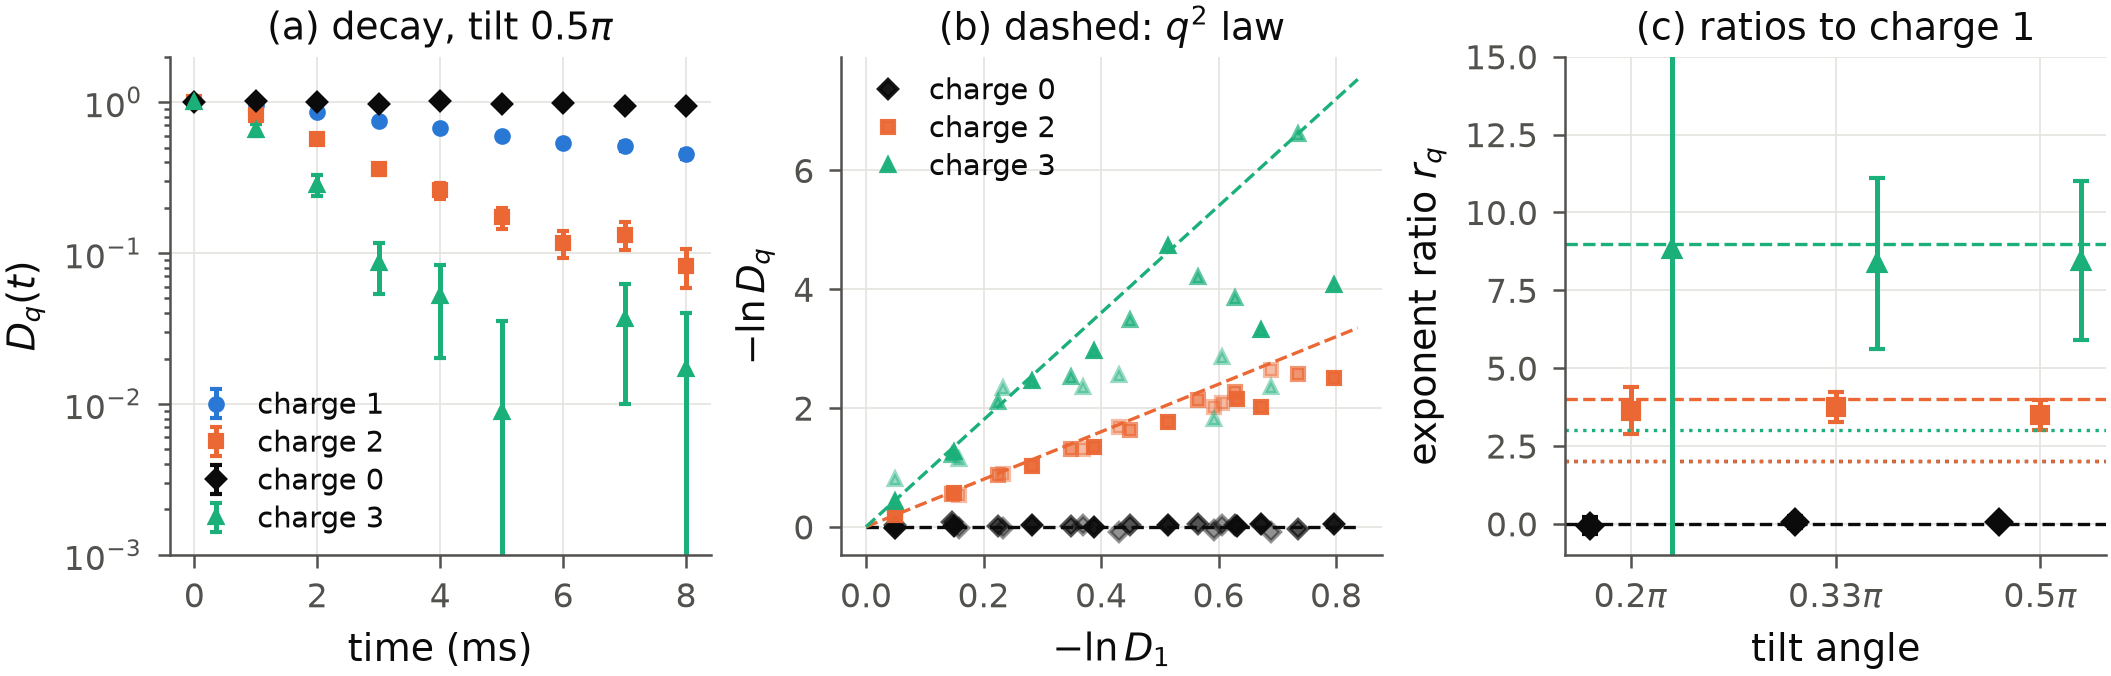 (a) decay, tilt 0.5π
10⁰
10⁻¹
10⁻²
10⁻³
D_q(t)
charge 1
charge 2
charge 0
charge 3
0 2 4 6 8
time (ms)
(b) dashed: q² law
charge 0
charge 2
charge 3
6
4
2
0
−ln D_q
0.0 0.2 0.4 0.6 0.8
−ln D₁
(c) ratios to charge 1
15.0
12.5
10.0
7.5
5.0
2.5
0.0
exponent ratio r_q
0.2π 0.33π 0.5π
tilt angle